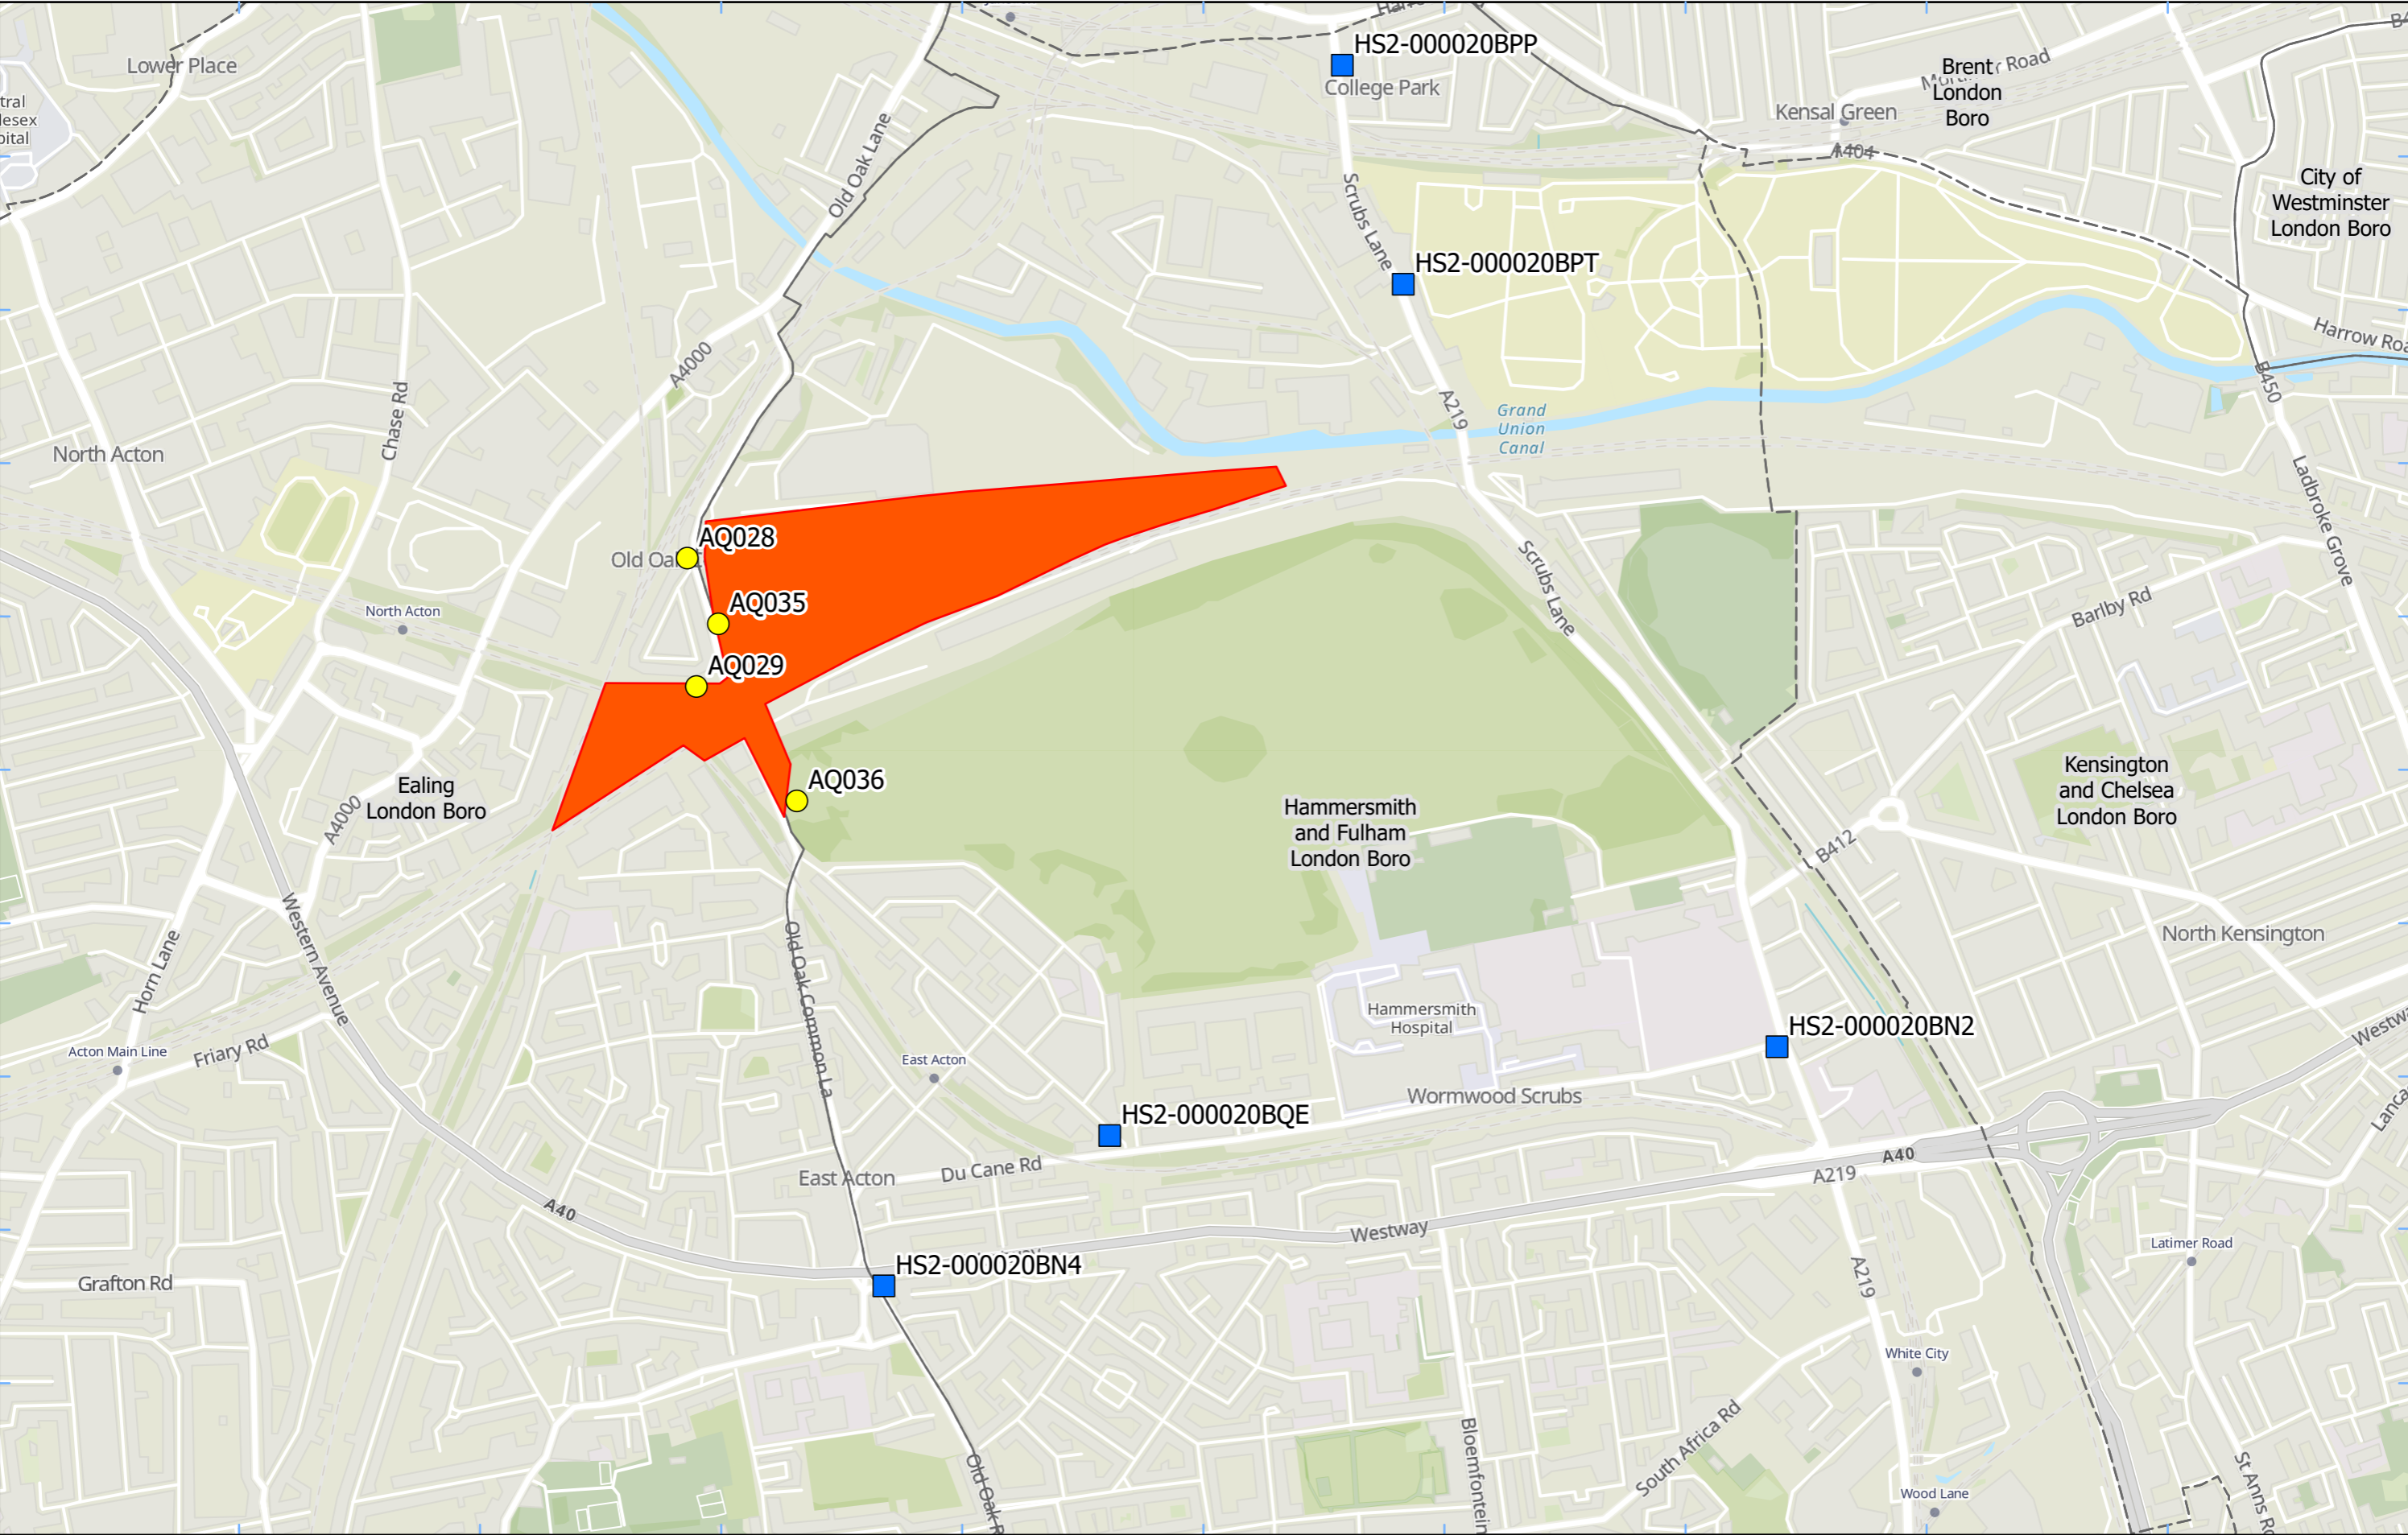 HS2-000020BPP
Lower Place
College Park
Brent
London
Boro
Road
Kensal Green
A404
Old Oak Lane
Scrubs Lane
City of
Westminster
London Boro
HS2-000020BPT
Harrow
A4000
Chase Rd
A219
B450
Grand
Union
Canal
North Acton
Ladbroke Grove
AQ028
Scrubs Lane
AQ035
North Acton
Barlby Rd
AQ029
AQ036
Ealing
London Boro
A4000
Hammersmith
and Fulham
London Boro
Kensington
and Chelsea
London Boro
B412
Western Avenue
Horn Lane
Old Oak Common La
North Kensington
Hammersmith
Hospital
HS2-000020BN2
Acton Main Line
Friary Rd
East Acton
Wormwood Scrubs
HS2-000020BQE
Du Cane Rd
East Acton
A40
A219
A40
Westway
HS2-000020BN4
Latimer Road
Grafton Rd
A219
White City
South Africa Rd
Bloemfontein
Old Oak R
Wood Lane
St Anns R